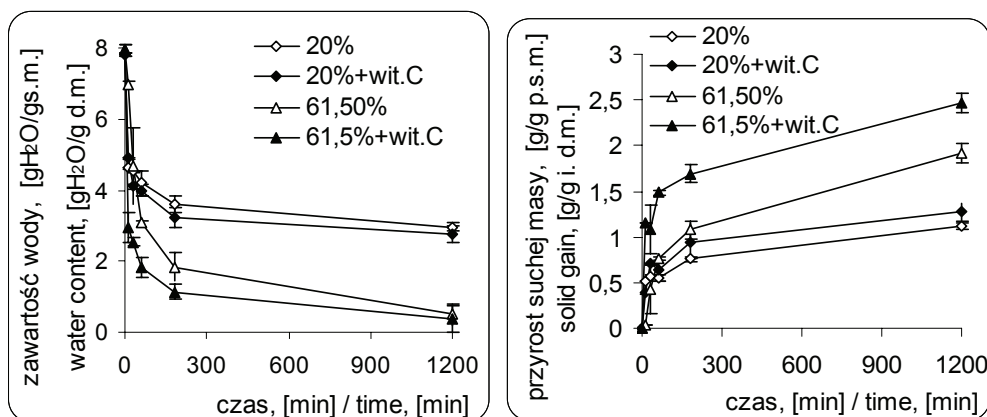 zawartość wody, [gH2O/gs.m.]
water content, [gH2O/g d.m.]
8
6
4
2
0
20%
20%+wit.C
61,50%
61,5%+wit.C
0 300 600 900 1200
czas, [min] / time, [min]
przyrost suchej masy, [g/g p.s.m.]
solid gain, [g/g i. d.m.]
3
2,5
2
1,5
1
0,5
0
20%
20%+wit.C
61,50%
61,5%+wit.C
0 300 600 900 1200
czas, [min] / time, [min]